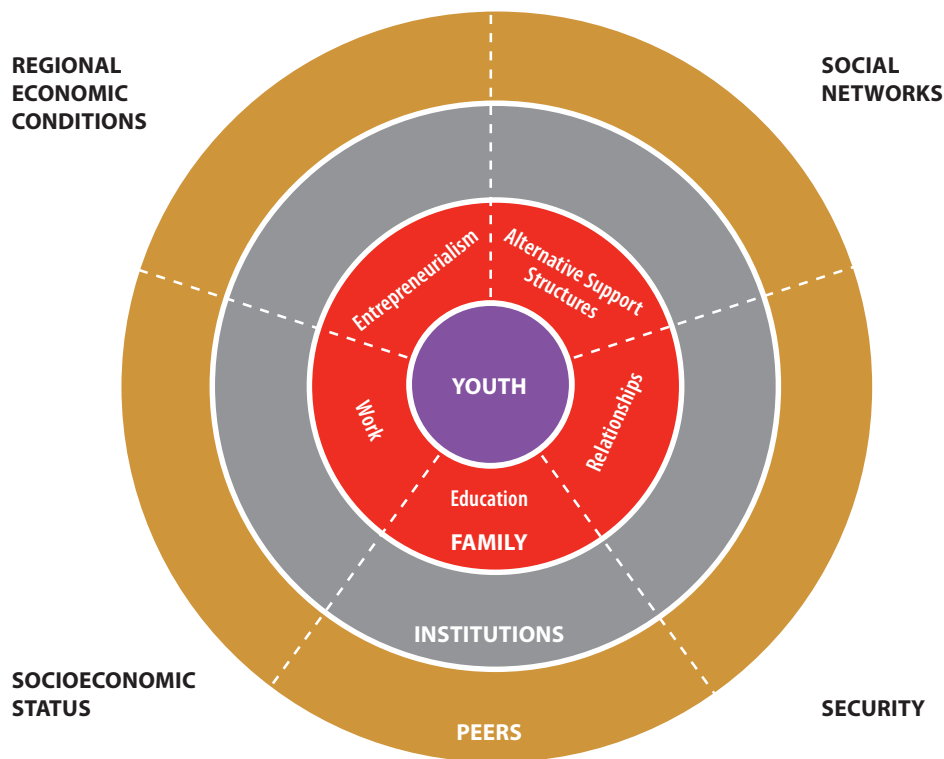 REGIONAL
ECONOMIC
CONDITIONS
SOCIAL
NETWORKS
Entrepreneurialism
Alternative Support
Structures
YOUTH
Work
Relationships
Education
FAMILY
INSTITUTIONS
SOCIOECONOMIC
STATUS
SECURITY
PEERS